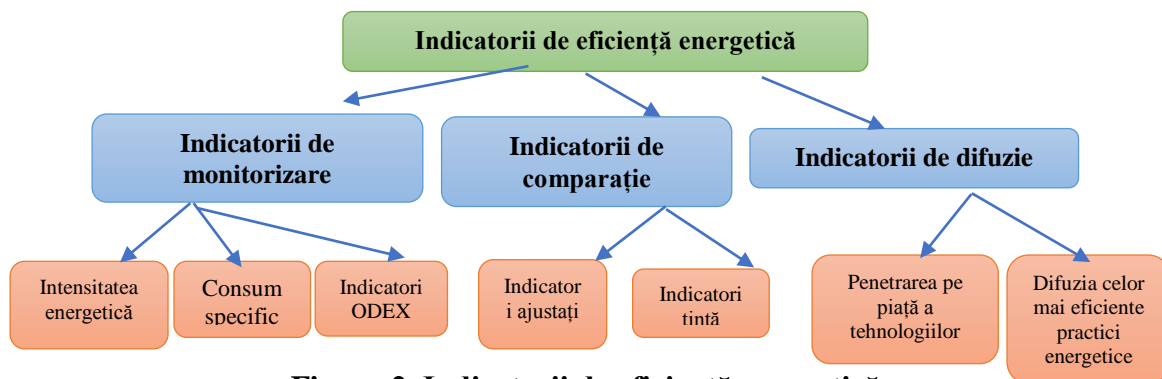 Indicatorii de eficiență energetică
Indicatorii de
monitorizare
Indicatorii de
comparație
Indicatorii de difuzie
Intensitatea
energetică
Consum
specific
Indicatori
ODEX
Indicator
i ajustați
Indicatori
țintă
Penetrarea pe
piață a
tehnologiilor
Difuzia celor
mai eficiente
practici
energetice